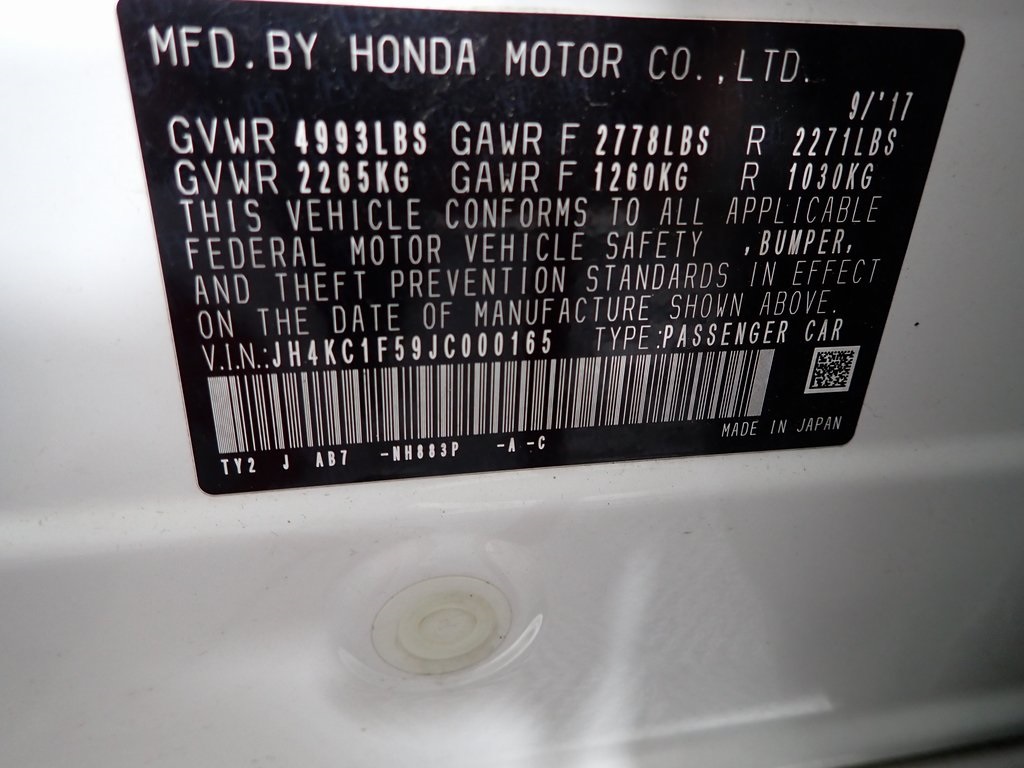 MFD.BY HONDA MOTOR CO.,LTD.
9/'17
GVWR 4993LBS GAWR F 2778LBS R 2271LBS
GVWR 2265KG GAWR F 1260KG R 1030KG
THIS VEHICLE CONFORMS TO ALL APPLICABLE
FEDERAL MOTOR VEHICLE SAFETY ,BUMPER,
AND THEFT PREVENTION STANDARDS IN EFFECT
ON THE DATE OF MANUFACTURE SHOWN ABOVE.
V.I.N.:JH4KC1F59JC000165 TYPE:PASSENGER CAR
MADE IN JAPAN
TY2 J AB7 -NH883P -A -C